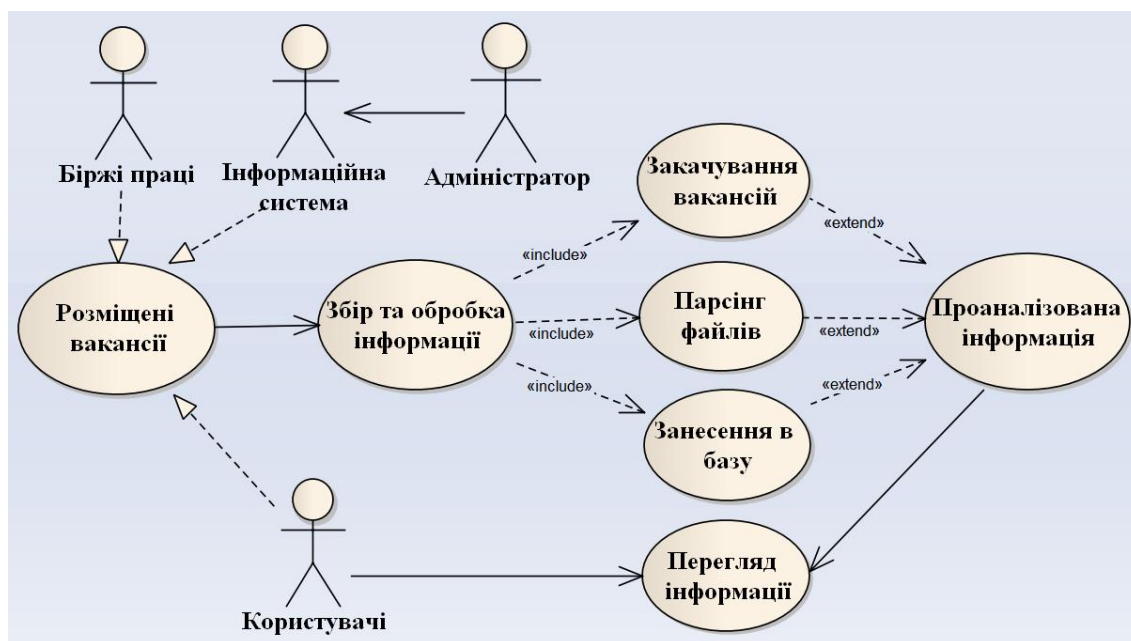 Біржі праці
Інформаційна
система
Адміністратор
Закачування
вакансій
«include»
«extend»
Розміщені
вакансії
Збір та обробка
інформації
«include»
Парсінг
файлів
«extend»
Проаналізована
інформація
«include»
«extend»
Занесення в
базу
Користувачі
Перегляд
інформації